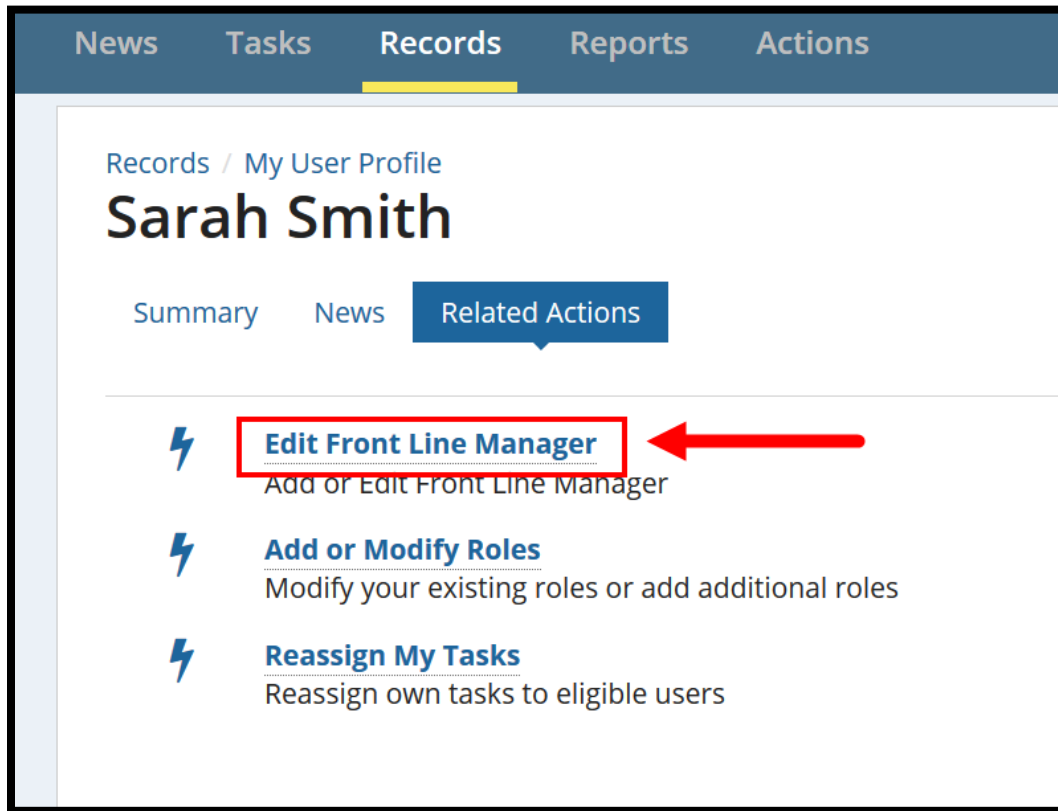 News Tasks Records Reports Actions
Records / My User Profile
Sarah Smith
Summary News Related Actions
Edit Front Line Manager
Add or Edit Front Line Manager
Add or Modify Roles
Modify your existing roles or add additional roles
Reassign My Tasks
Reassign own tasks to eligible users